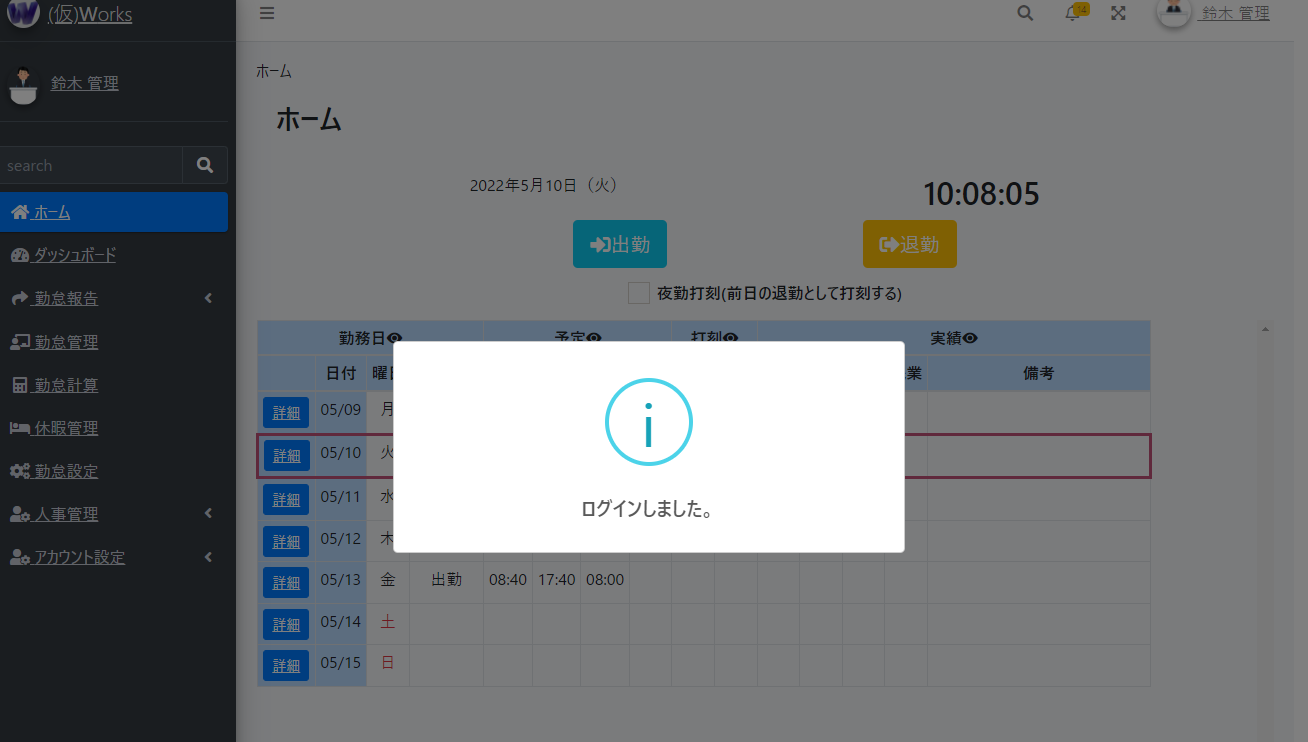 (仮)Works
14
鈴木 管理
鈴木 管理
search
ホーム
ダッシュボード
勤怠報告
勤怠管理
勤怠計算
休暇管理
勤怠設定
人事管理
アカウント設定
ホーム
ホーム
2022年5月10日（火）
10:08:05
出勤
退勤
夜勤打刻(前日の退勤として打刻する)
勤務日 予定 打刻 実績
日付 業 備考
詳細 05/09 月
詳細 05/10 火
詳細 05/11 水
詳細 05/12 木
詳細 05/13 金 出勤 08:40 17:40 08:00
詳細 05/14 土
詳細 05/15 日
i
ログインしました。